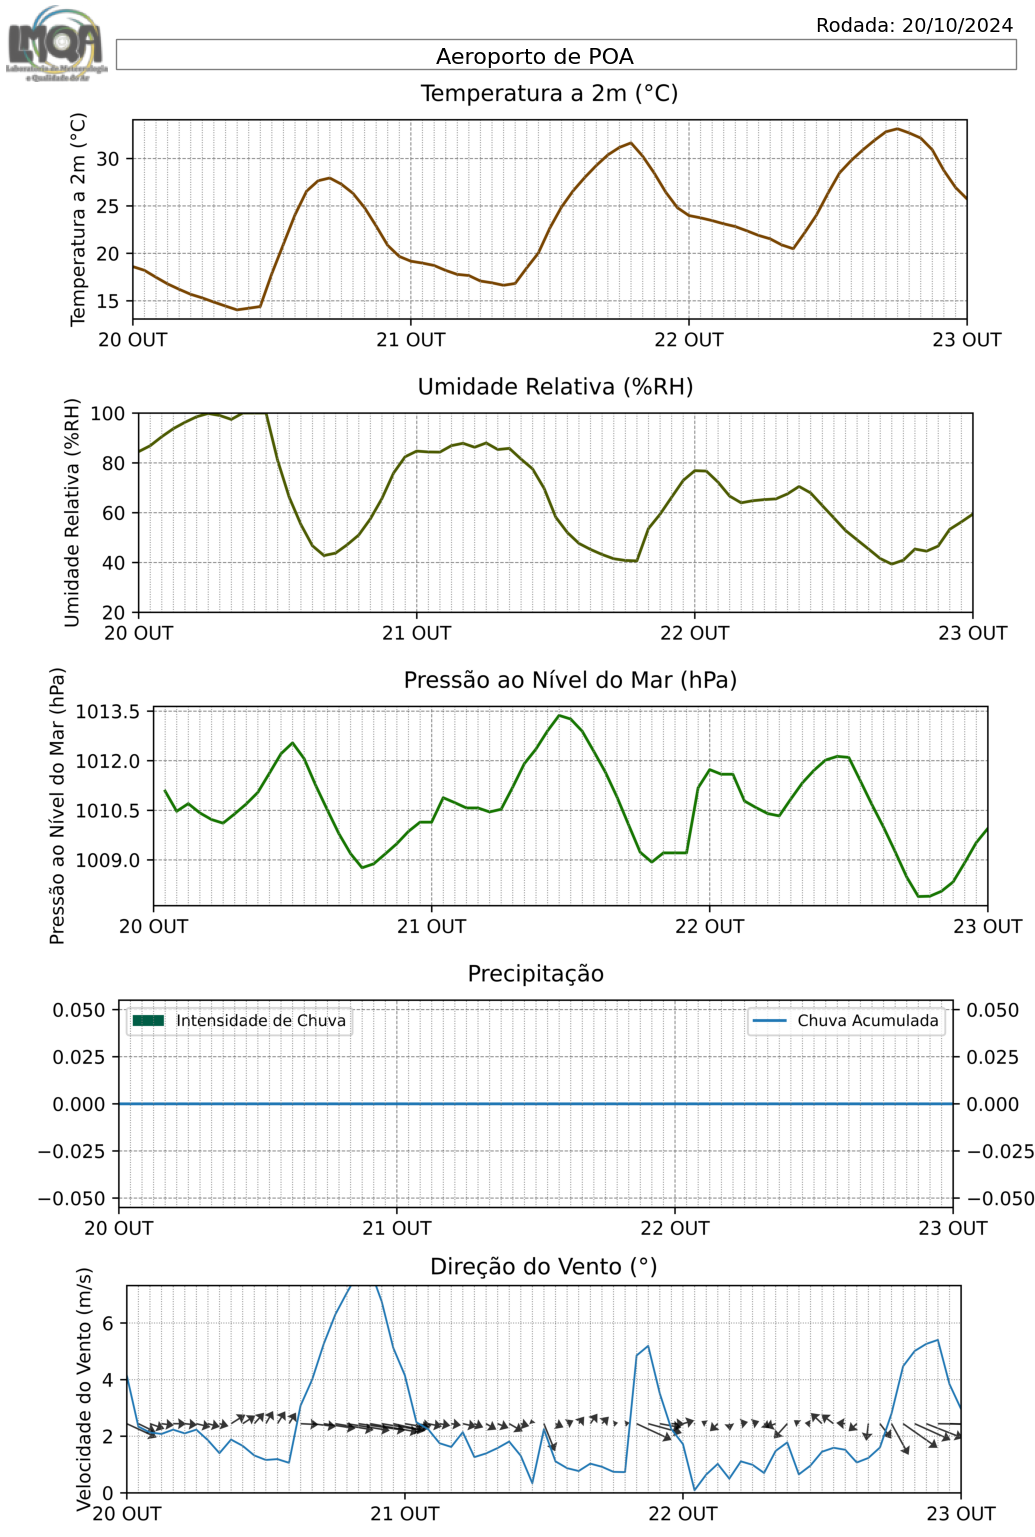 Rodada: 20/10/2024
LMQA
Laboratório de Meteorologia
e Qualidade do Ar
Aeroporto de POA
Temperatura a 2m (°C)
Temperatura a 2m (°C)
30
25
20
15
20 OUT 21 OUT 22 OUT 23 OUT
Umidade Relativa (%RH)
Umidade Relativa (%RH)
100
80
60
40
20
20 OUT 21 OUT 22 OUT 23 OUT
Pressão ao Nível do Mar (hPa)
Pressão ao Nível do Mar (hPa)
1013.5
1012.0
1010.5
1009.0
20 OUT 21 OUT 22 OUT 23 OUT
Precipitação
Intensidade de Chuva
Chuva Acumulada
0.050 0.050
0.025 0.025
0.000 0.000
−0.025 −0.025
−0.050 −0.050
20 OUT 21 OUT 22 OUT 23 OUT
Direção do Vento (°)
Velocidade do Vento (m/s)
6
4
2
0
20 OUT 21 OUT 22 OUT 23 OUT